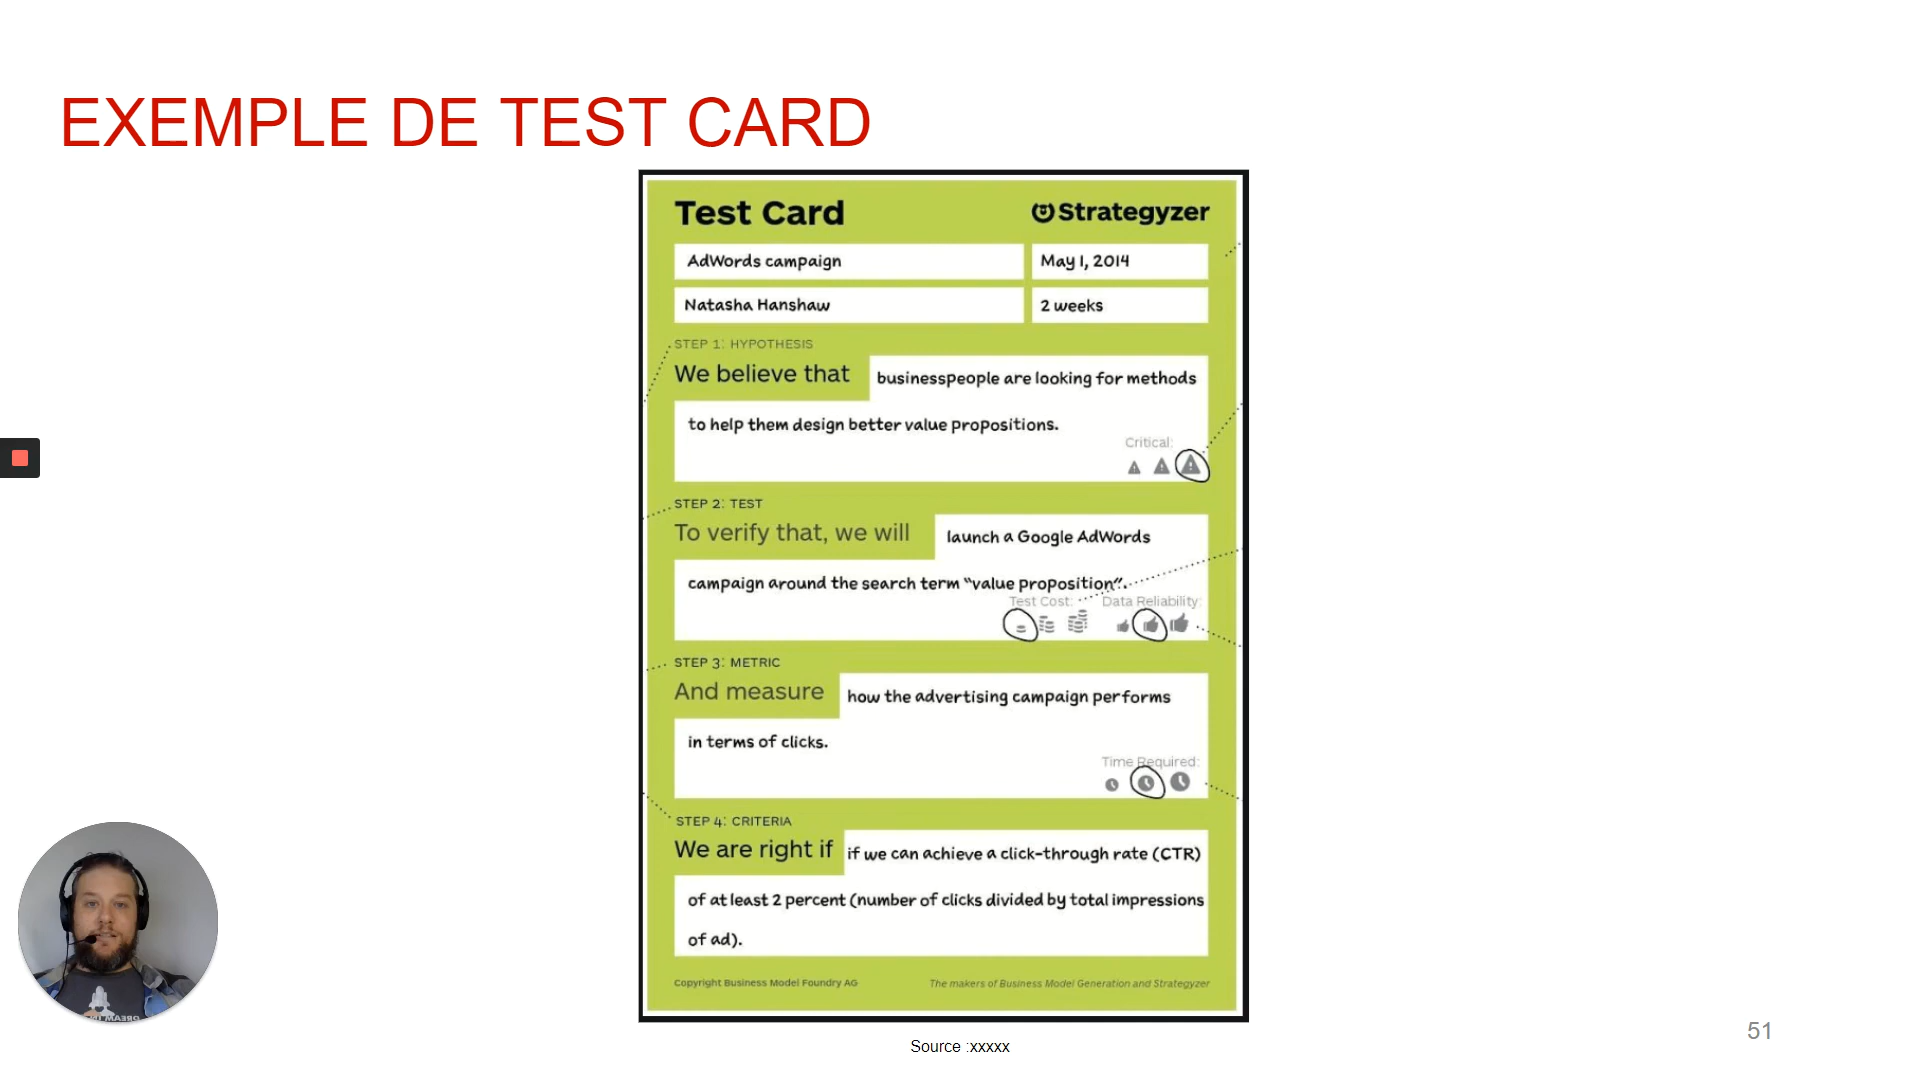 EXEMPLE DE TEST CARD
Test Card
Strategyzer
AdWords campaign
May 1, 2014
Natasha Hanshaw
2 weeks
STEP 1: HYPOTHESIS
We believe that
businesspeople are looking for methods
to help them design better value propositions.
Critical:
STEP 2: TEST
To verify that, we will
launch a Google AdWords
campaign around the search term “value proposition”.
Test Cost:
Data Reliability:
STEP 3: METRIC
And measure
how the advertising campaign performs
in terms of clicks.
Time Required:
STEP 4: CRITERIA
We are right if
if we can achieve a click-through rate (CTR)
of at least 2 percent (number of clicks divided by total impressions
of ad).
Copyright Business Model Foundry AG
The makers of Business Model Generation and Strategyzer
DREAM
Source :xxxxx
51